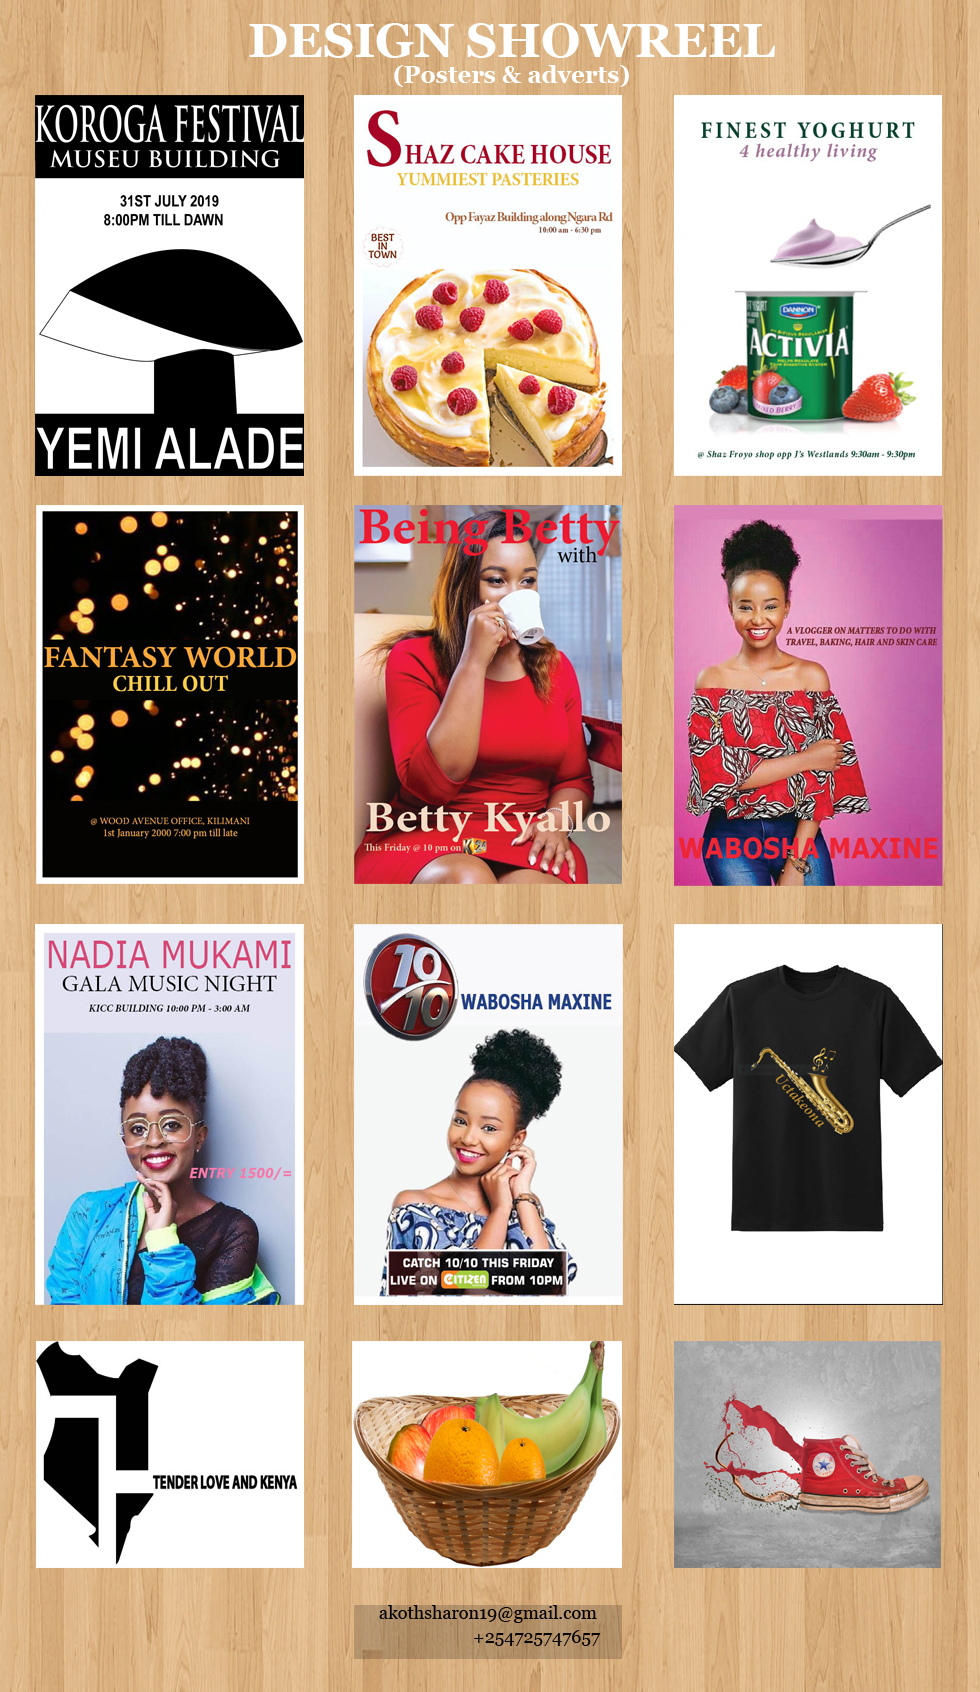 DESIGN SHOWREEL
(Posters & adverts)
KOROGA FESTIVAL
MUSEU BUILDING
31ST JULY 2019
8:00PM TILL DAWN
YEMI ALADE
SHAZ CAKE HOUSE
YUMMIEST PASTERIES
Opp Fayaz Building along Ngara Rd
10:00 am - 6:30 pm
BEST
IN
TOWN
FINEST YOGHURT
4 healthy living
DANNON
ACTIVIA
@ Shaz Froyo shop opp J's Westlands 9:30am - 9:30pm
FANTASY WORLD
CHILL OUT
@ WOOD AVENUE OFFICE, KILIMANI
1st January 2000 7:00 pm till late
Being Betty
with
Betty Kyallo
This Friday @ 10 pm on K24
A VLOGGER ON MATTERS TO DO WITH
TRAVEL, BAKING, HAIR AND SKIN CARE
WABOSHA MAXINE
NADIA MUKAMI
GALA MUSIC NIGHT
KICC BUILDING 10:00 PM - 3:00 AM
ENTRY 1500/=
10/10
WABOSHA MAXINE
CATCH 10/10 THIS FRIDAY
LIVE ON CITIZEN FROM 10PM
Uctakeona
TENDER LOVE AND KENYA
akothsharon19@gmail.com
+254725747657